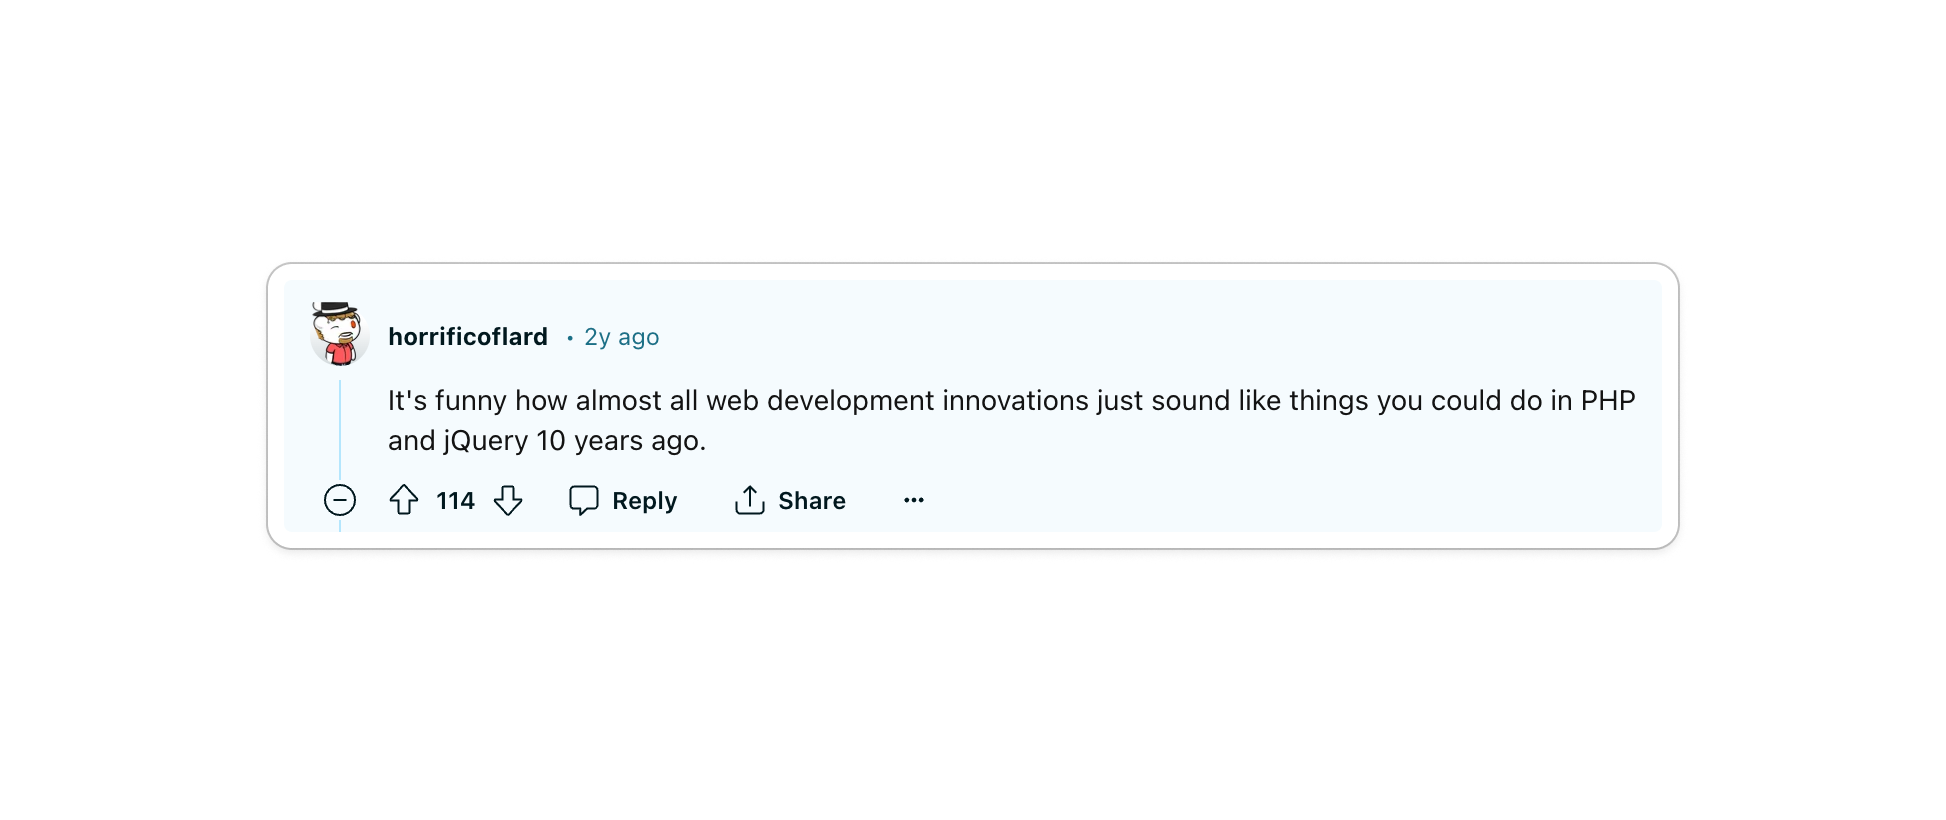 horrificoflard • 2y ago
It's funny how almost all web development innovations just sound like things you could do in PHP
and jQuery 10 years ago.
114 Reply Share ...